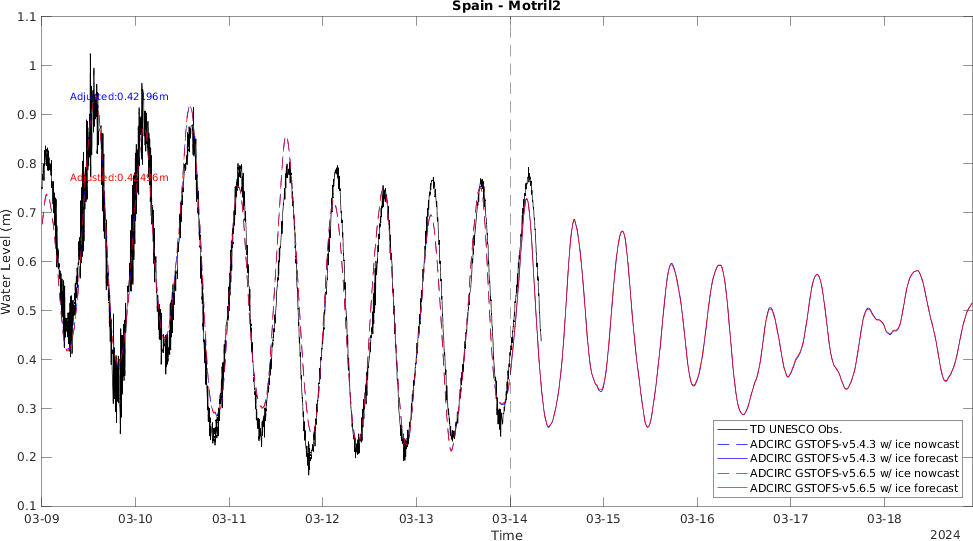 Spain - Motril2
1.1
1
0.9
0.8
0.7
0.6
0.5
0.4
0.3
0.2
0.1
Water Level (m)
TD UNESCO Obs.
ADCIRC GSTOFS-v5.4.3 w/ ice nowcast
ADCIRC GSTOFS-v5.4.3 w/ ice forecast
ADCIRC GSTOFS-v5.6.5 w/ ice nowcast
ADCIRC GSTOFS-v5.6.5 w/ ice forecast
03-09 03-10 03-11 03-12 03-13 03-14 03-15 03-16 03-17 03-18
Time
2024